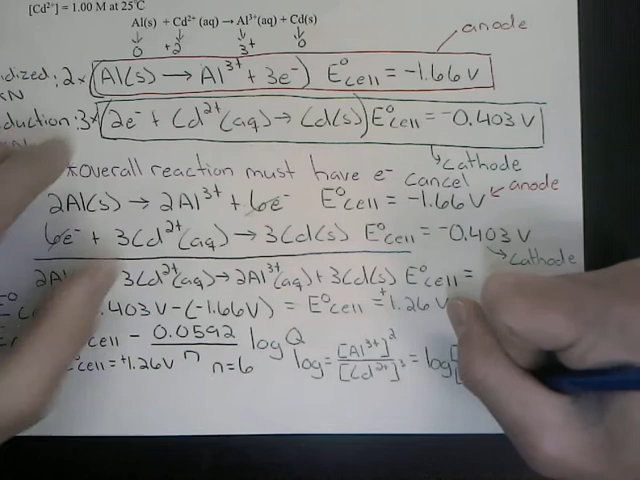 [Cd²⁺] = 1.00 M at 25°C
Al(s) + Cd²⁺(aq) → Al³⁺(aq) + Cd(s)
0 +2 3+ 0
anode
dized: 2 × (Al(s) → Al³⁺ + 3e⁻) E°cell = -1.66 V
duction: 3 × (2e⁻ + Cd²⁺(aq) → Cd(s)) E°cell = -0.403 V
cathode
*Overall reaction must have e⁻ cancel
2Al(s) → 2Al³⁺ + 6e⁻ E°cell = -1.66 V anode
6e⁻ + 3Cd²⁺(aq) → 3Cd(s) E°cell = -0.403 V
cathode
2Al 3Cd²⁺(aq) → 2Al³⁺(aq) + 3Cd(s) E°cell =
.403 V - (-1.66 V) = E°cell = +1.26 V
cell - 0.0592/n log Q
cell = +1.26 V n = 6 log = [Al³⁺]²/[Cd²⁺]³ = log